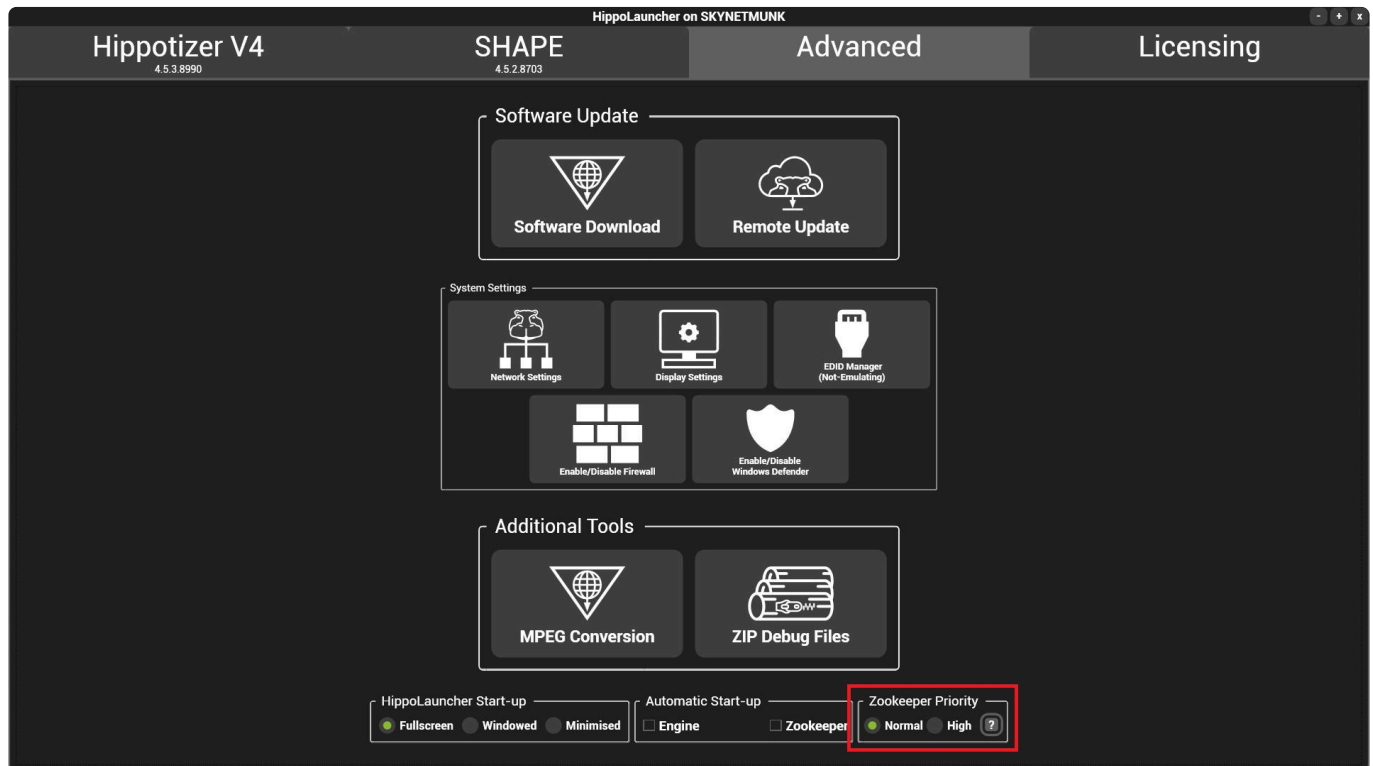 HippoLauncher on SKYNETMUNK
- + x
Hippotizer V4
4.5.3.8990
SHAPE
4.5.2.8703
Advanced
Licensing
Software Update
Software Download
Remote Update
System Settings
Network Settings
Display Settings
EDID Manager
(Not-Emulating)
Enable/Disable Firewall
Enable/Disable
Windows Defender
Additional Tools
MPEG Conversion
ZIP Debug Files
HippoLauncher Start-up
Fullscreen Windowed Minimised
Automatic Start-up
Engine Zookeeper
Zookeeper Priority
Normal High ?